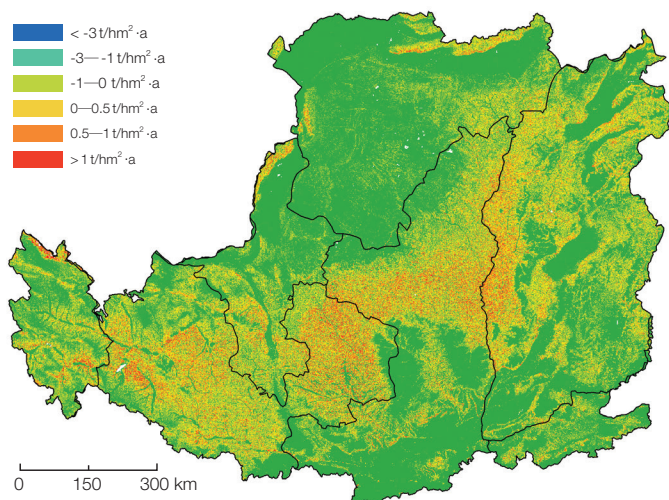 < -3 t/hm²·a
-3— -1 t/hm²·a
-1—0 t/hm²·a
0—0.5 t/hm²·a
0.5—1 t/hm²·a
>1 t/hm²·a
0 150 300 km